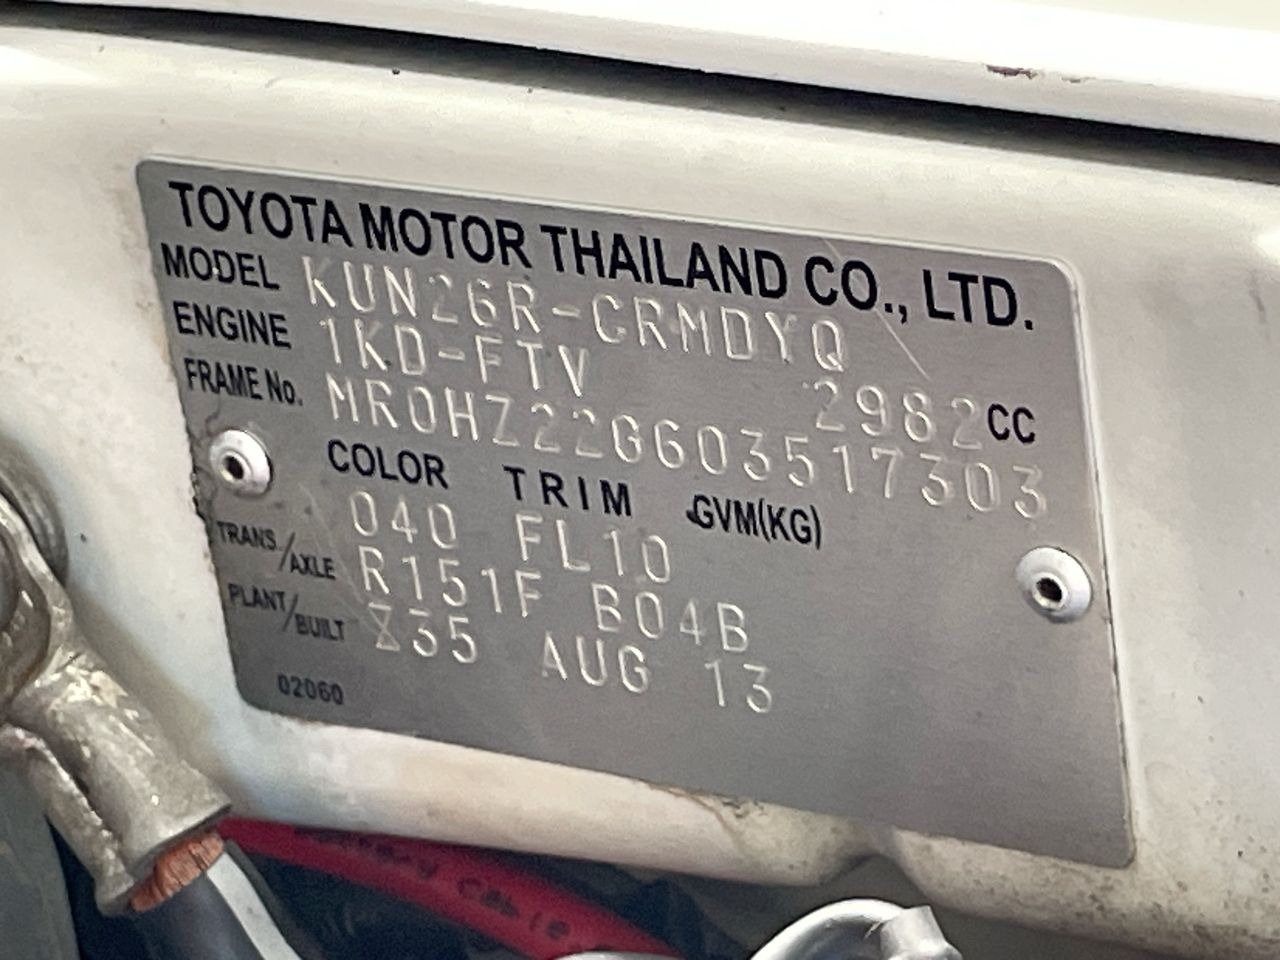 TOYOTA MOTOR THAILAND CO., LTD.
MODEL KUN26R-CRMDYQ
ENGINE 1KD-FTV 2982 CC
FRAME No. MR0HZ22G603517303
COLOR TRIM GVM(KG)
040 FL10
TRANS./AXLE R151F B04B
PLANT/BUILT Z35 AUG 13
02060